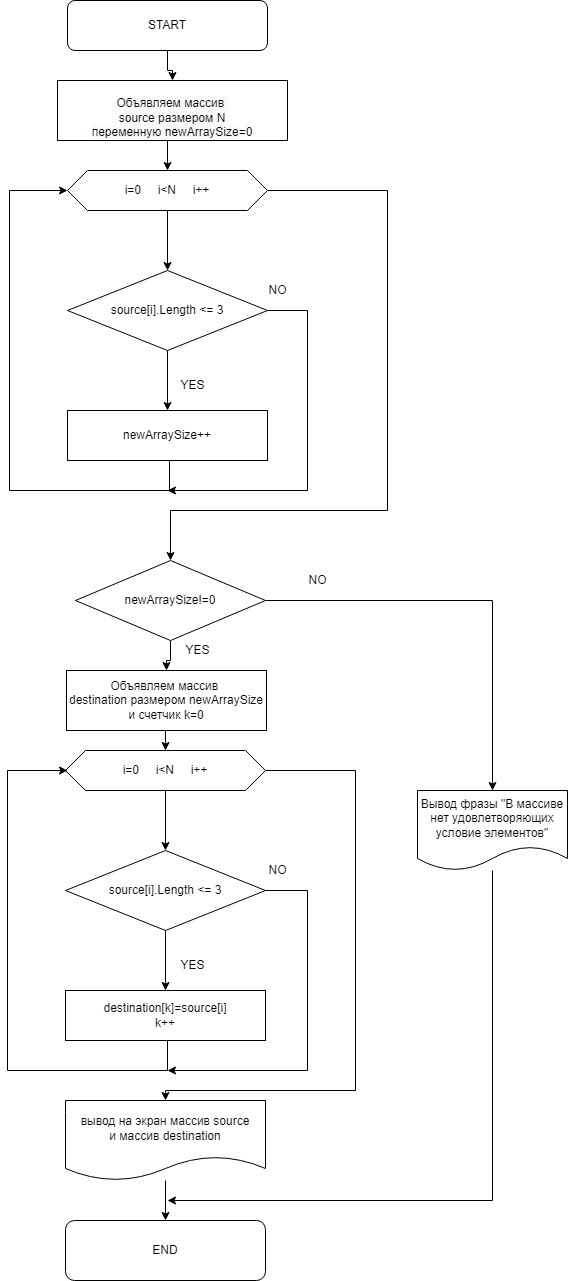 START
Объявляем массив
source размером N
переменную newArraySize=0
i=0 i<N i++
NO
source[i].Length <= 3
YES
newArraySize++
NO
newArraySize!=0
YES
Объявляем массив
destination размером newArraySize
и счетчик k=0
i=0 i<N i++
Вывод фразы "В массиве
нет удовлетворяющих
условие элементов"
NO
source[i].Length <= 3
YES
destination[k]=source[i]
k++
вывод на экран массив source
и массив destination
END